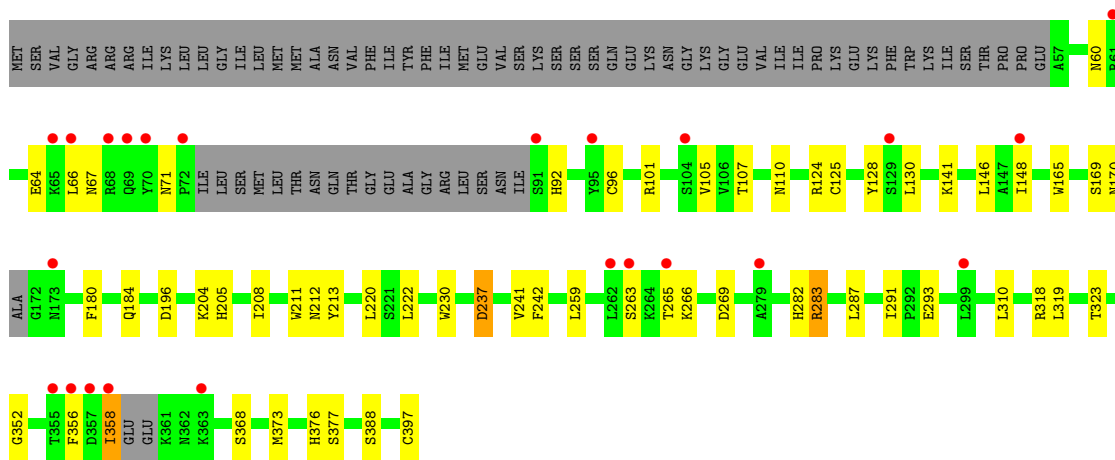 MET SER VAL GLY ARG ARG ARG ILE LYS LEU LEU GLY ILE LEU MET MET ALA ASN VAL PHE ILE TYR PHE ILE MET GLU VAL SER LYS SER SER SER GLN GLU LYS ASN GLY LYS GLY GLU VAL ILE ILE PRO LYS GLU LYS PHE TRP LYS ILE SER THR PRO PRO GLU A57 N60 R61
E64 K65 L66 N67 R68 Q69 Y70 N71 P72 ILE LEU SER MET LEU THR ASN GLN THR GLY GLU ALA GLY ARG LEU SER ASN ILE S91 H92 Y95 C96 R101 S104 V105 V106 T107 N110 R124 C125 Y128 S129 L130 K141 L146 A147 I148 W165 S169 N170
ALA G172 N173 F180 Q184 D196 K204 H205 I208 W211 N212 Y213 L220 S221 L222 W230 D237 V241 F242 L259 L262 S263 K264 T265 K266 D269 A279 H282 R283 L287 I291 P292 E293 L299 L310 R318 L319 T323
G352 T355 F356 D357 I358 GLU GLU K361 N362 K363 S368 M373 H376 S377 S388 C397